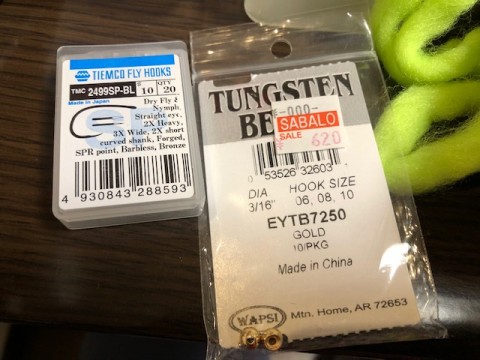 TIEMCO FLY HOOKS
TMC 2499SP-BL
# 10
QTY 20
Made in Japan
Dry Fly &
Nymph,
Straight eye,
2X Heavy,
3X Wide, 2X short
curved shank, Forged,
SPR point, Barbless, Bronze
4 930843 288593
TUNGSTEN
BE
-000-
SABALO
SALE
620
0 53526 32603
DIA HOOK SIZE
3/16" 06, 08, 10
EYTB7250
GOLD
10/PKG
Made in China
WAPSI
Mtn. Home, AR 72653